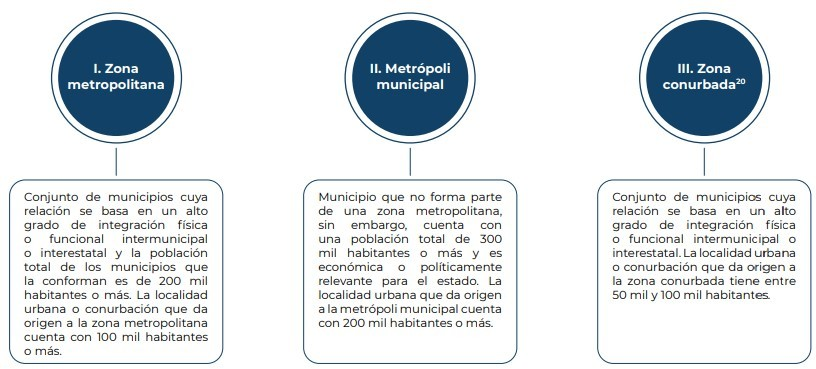 I. Zona
metropolitana
II. Metrópoli
municipal
III. Zona
conurbada²⁰
Conjunto de municipios cuya
relación se basa en un alto
grado de integración física
o funcional intermunicipal
o interestatal y la población
total de los municipios que
la conforman es de 200 mil
habitantes o más. La localidad
urbana o conurbación que da
origen a la zona metropolitana
cuenta con 100 mil habitantes
o más.
Municipio que no forma parte
de una zona metropolitana,
sin embargo, cuenta con
una población total de 300
mil habitantes o más y es
económica o políticamente
relevante para el estado. La
localidad urbana que da origen
a la metrópoli municipal cuenta
con 200 mil habitantes o más.
Conjunto de municipios cuya
relación se basa en un alto
grado de integración física
o funcional intermunicipal o
interestatal. La localidad urbana
o conurbación que da origen a
la zona conurbada tiene entre
50 mil y 100 mil habitantes.